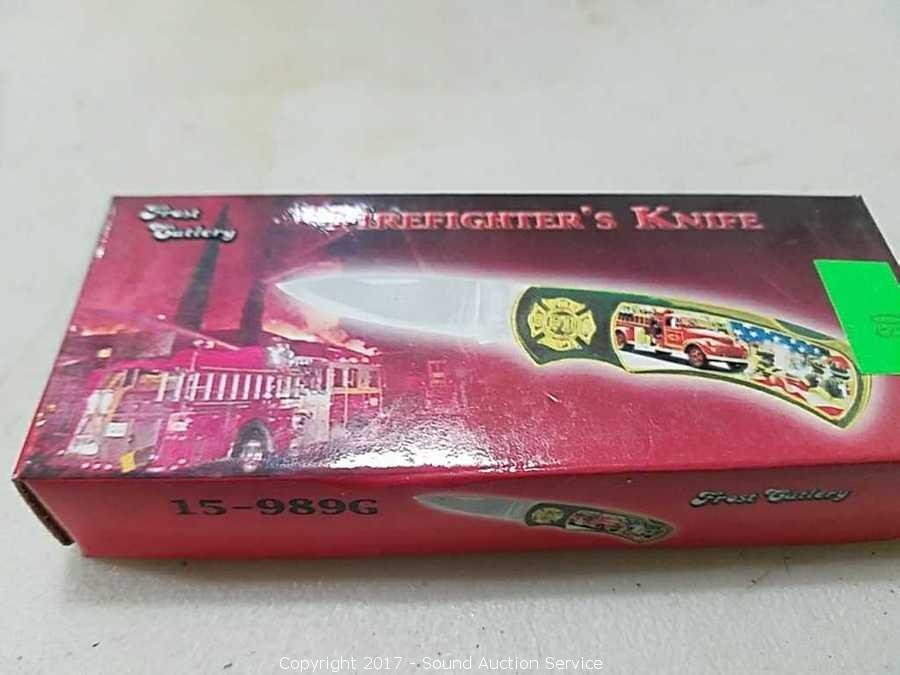 Frost
Cutlery
Firefighter's Knife
15-989G
Frost Cutlery
Copyright 2017 - Sound Auction Service